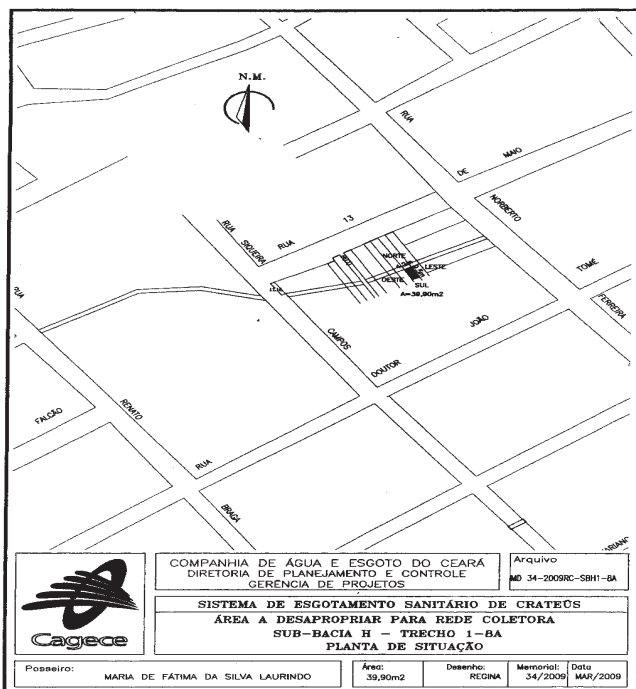 N.M.
RUA
DE
MAIO
NORBERTO
TOMÉ
FERREIRA
RUA
SIQUEIRA
RUA
13
NORTE
LESTE
OESTE
SUL
A=39,90m2
JOÃO
DOUTOR
CAMPOS
RUA
FALCÃO
RENATO
RUA
BRAGA
Cagece
COMPANHIA DE ÁGUA E ESGOTO DO CEARÁ
DIRETORIA DE PLANEJAMENTO E CONTROLE
GERÊNCIA DE PROJETOS
Arquivo
MD 34-2009RC-SBH1-8A
SISTEMA DE ESGOTAMENTO SANITÁRIO DE CRATEÚS
ÁREA A DESAPROPRIAR PARA REDE COLETORA
SUB-BACIA H - TRECHO 1-8A
PLANTA DE SITUAÇÃO
Posseiro:
MARIA DE FÁTIMA DA SILVA LAURINDO
Área:
39,90m2
Desenho:
REGINA
Memorial:
34/2009
Data
MAR/2009